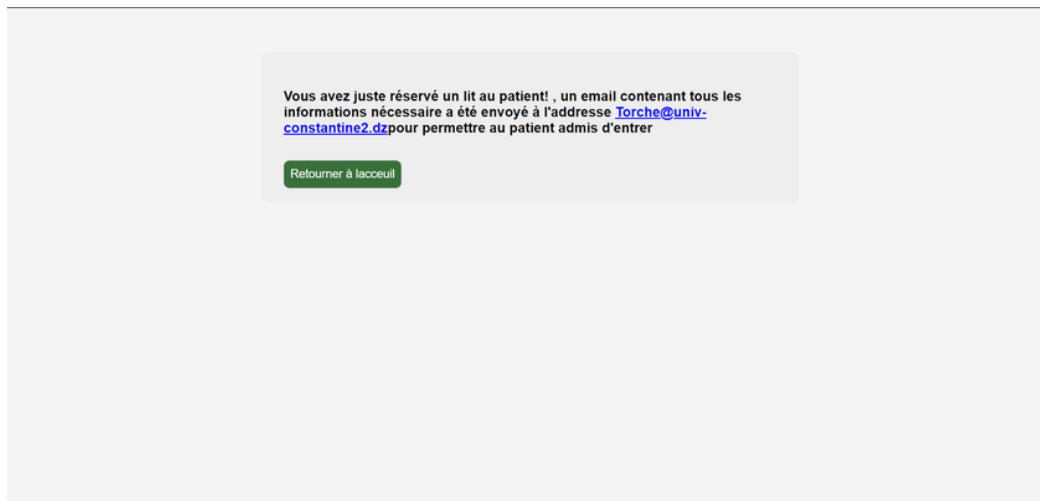 Vous avez juste réservé un lit au patient! , un email contenant tous les
informations nécessaire a été envoyé à l'addresse Torche@univ-
constantine2.dzpour permettre au patient admis d'entrer
Retourner à lacceuil